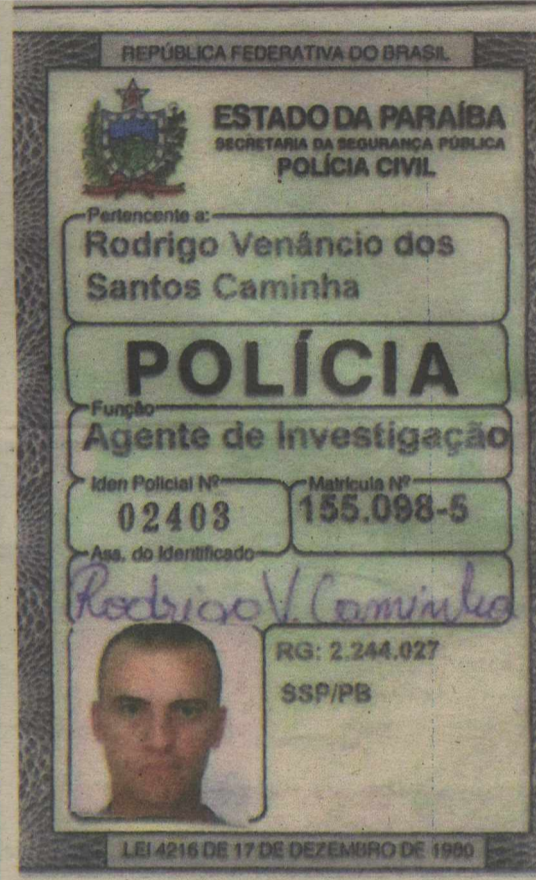 REPÚBLICA FEDERATIVA DO BRASIL
ESTADO DA PARAÍBA
SECRETARIA DA SEGURANÇA PÚBLICA
POLÍCIA CIVIL
Pertencente a:
Rodrigo Venâncio dos
Santos Caminha
POLÍCIA
Função
Agente de Investigação
Iden Policial Nº Matrícula Nº
02403 155.098-5
Ass. do Identificado
Rodrigo V. Caminha
RG: 2.244.027
SSP/PB
LEI 4216 DE 17 DE DEZEMBRO DE 1980